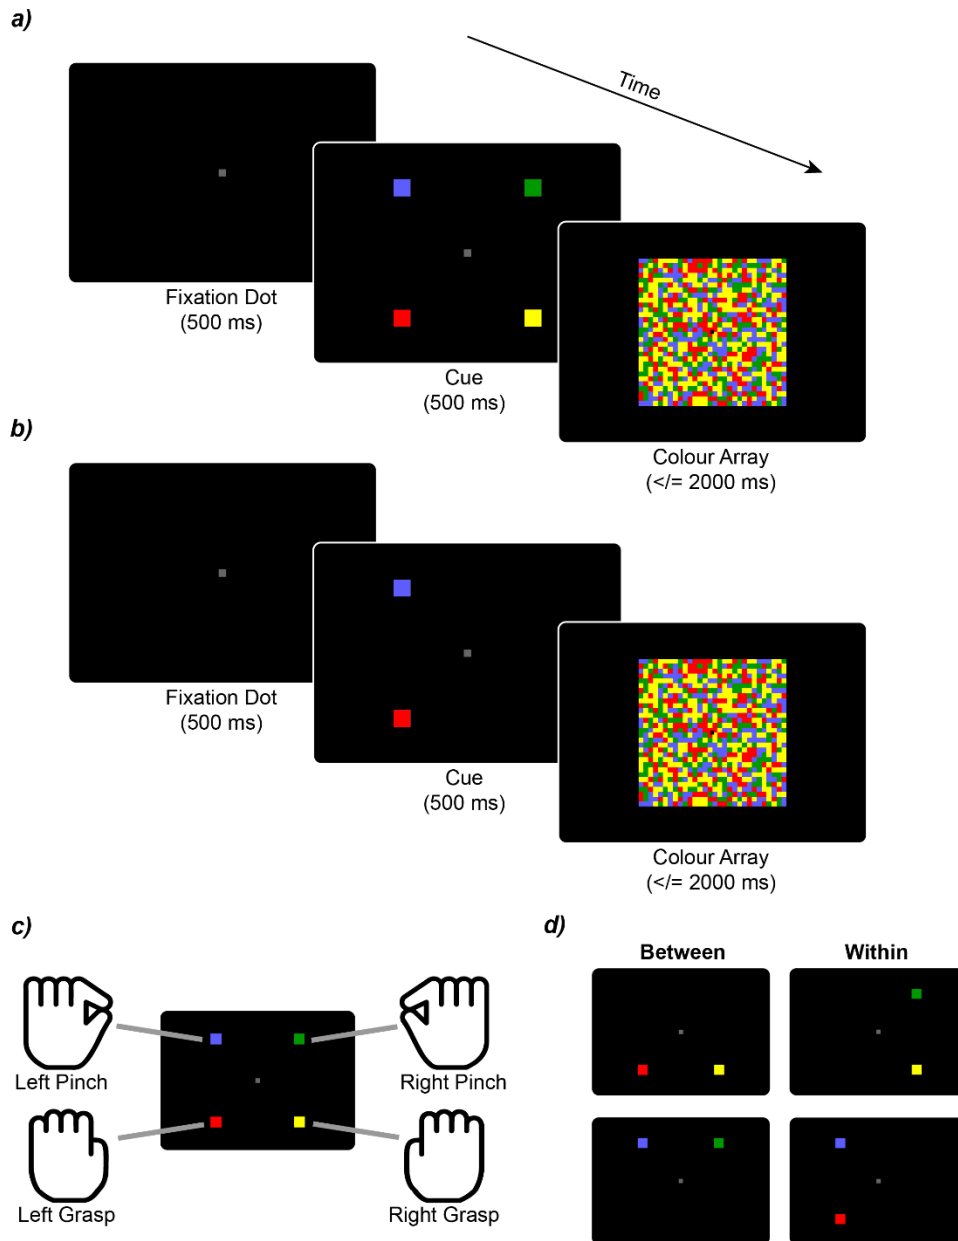 a)
Time
Fixation Dot
(500 ms)
Cue
(500 ms)
Colour Array
(</= 2000 ms)
b)
Fixation Dot
(500 ms)
Cue
(500 ms)
Colour Array
(</= 2000 ms)
c)
Left Pinch
Right Pinch
Left Grasp
Right Grasp
d)
Between
Within